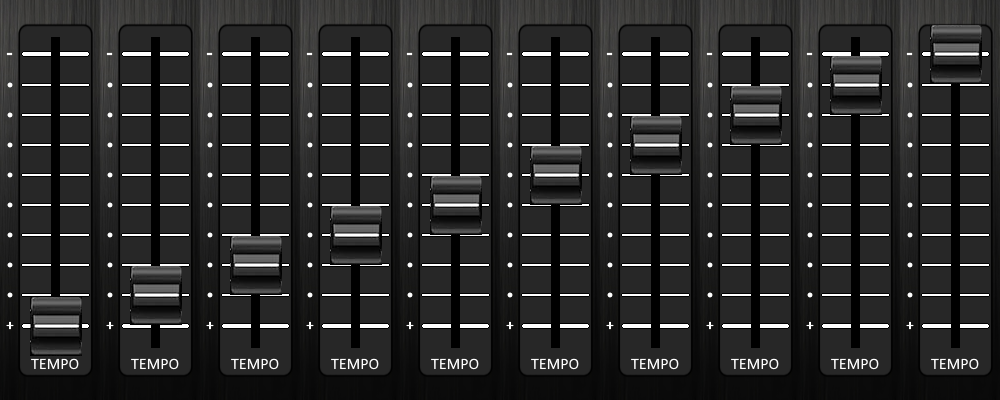 - - - - - - - - - -
+ + + + + + + + + +
TEMPO TEMPO TEMPO TEMPO TEMPO TEMPO TEMPO TEMPO TEMPO TEMPO